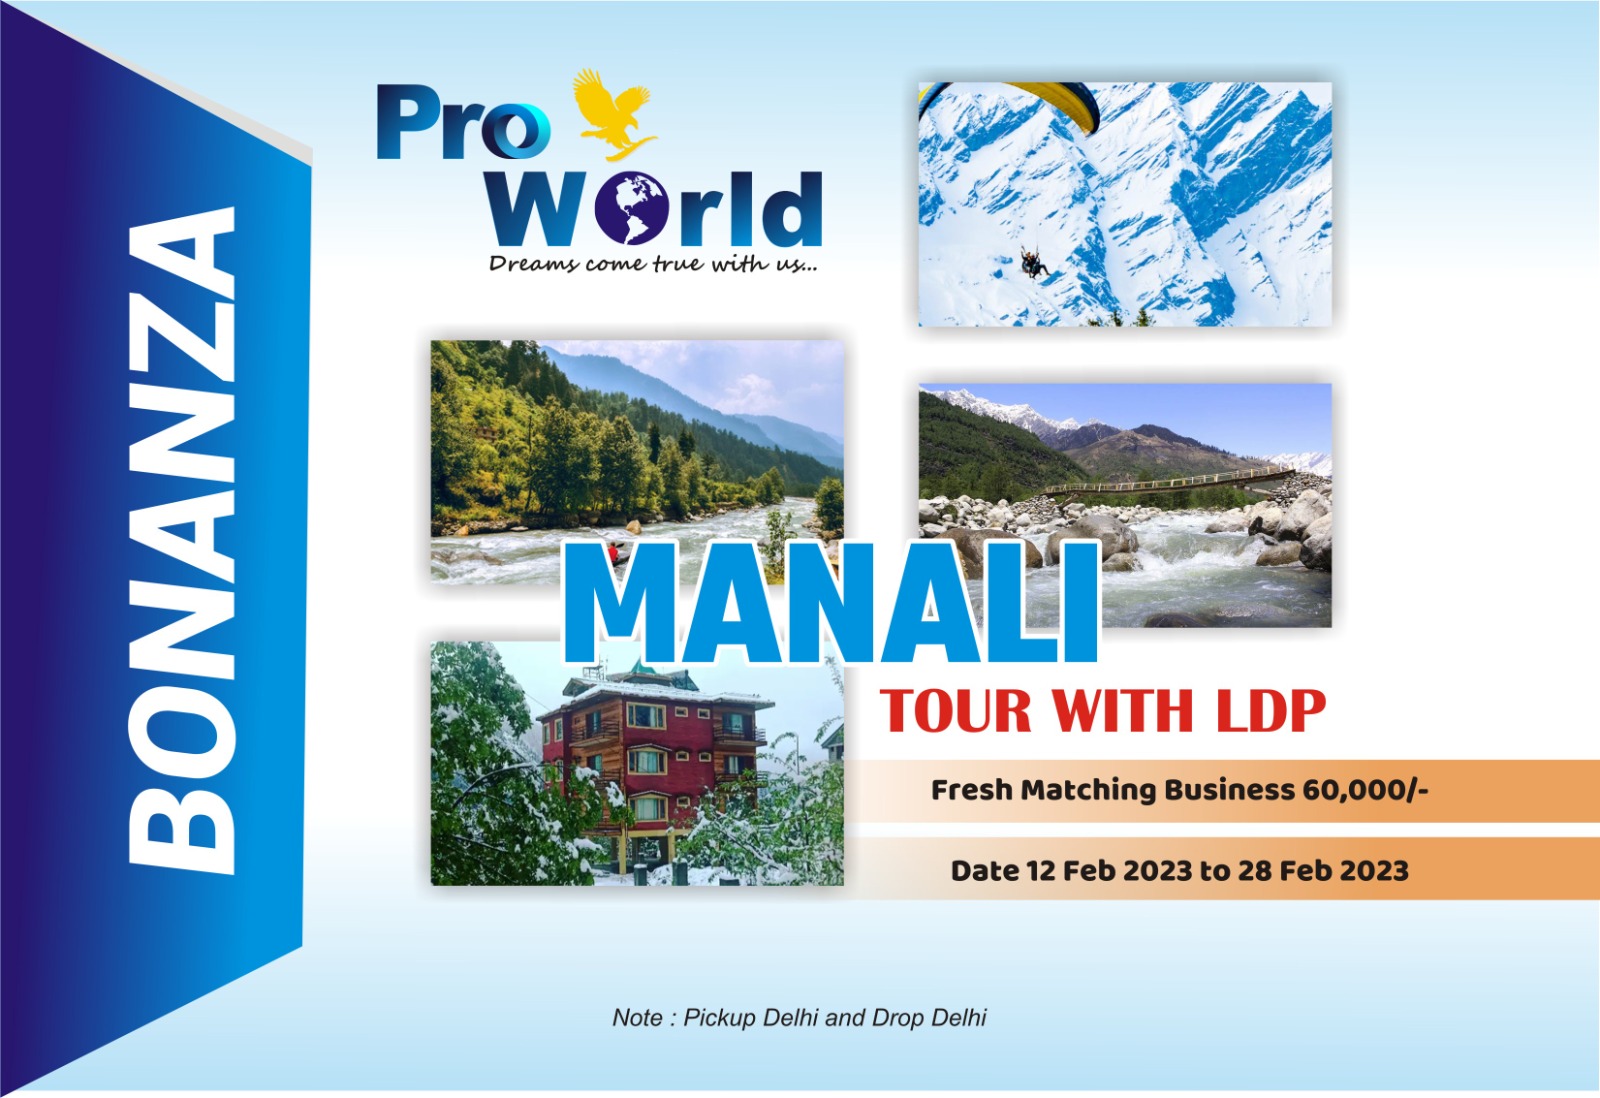 BONANZA
Pro
World
Dreams come true with us...
MANALI
TOUR WITH LDP
Fresh Matching Business 60,000/-
Date 12 Feb 2023 to 28 Feb 2023
Note : Pickup Delhi and Drop Delhi